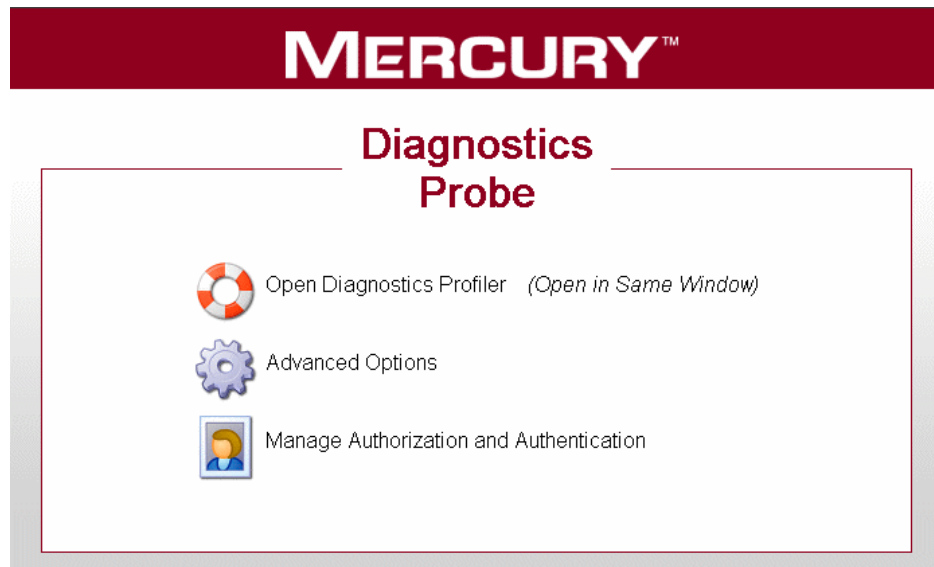 MERCURY™
Diagnostics
Probe
Open Diagnostics Profiler (Open in Same Window)
Advanced Options
Manage Authorization and Authentication